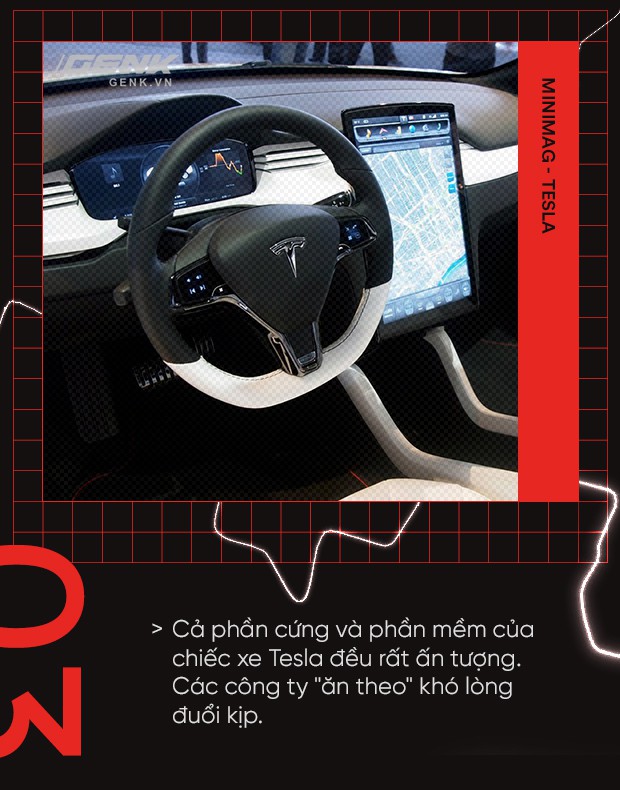 GENK
GENK.VN
MINIMAG - TESLA
03
> Cả phần cứng và phần mềm của
chiếc xe Tesla đều rất ấn tượng.
Các công ty "ăn theo" khó lòng
đuổi kịp.